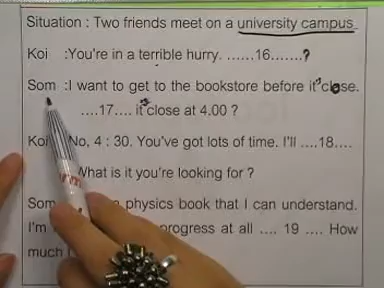 Situation : Two friends meet on a university campus
Koi : You're in a terrible hurry. ......16.......?
Som : I want to get to the bookstore before it close.
....17.... it close at 4.00 ?
Koi No, 4 : 30. You've got lots of time. I'll ....18....
What is it you're looking for ?
Som physics book that I can understand.
I'm progress at all .... 19 .... How
much